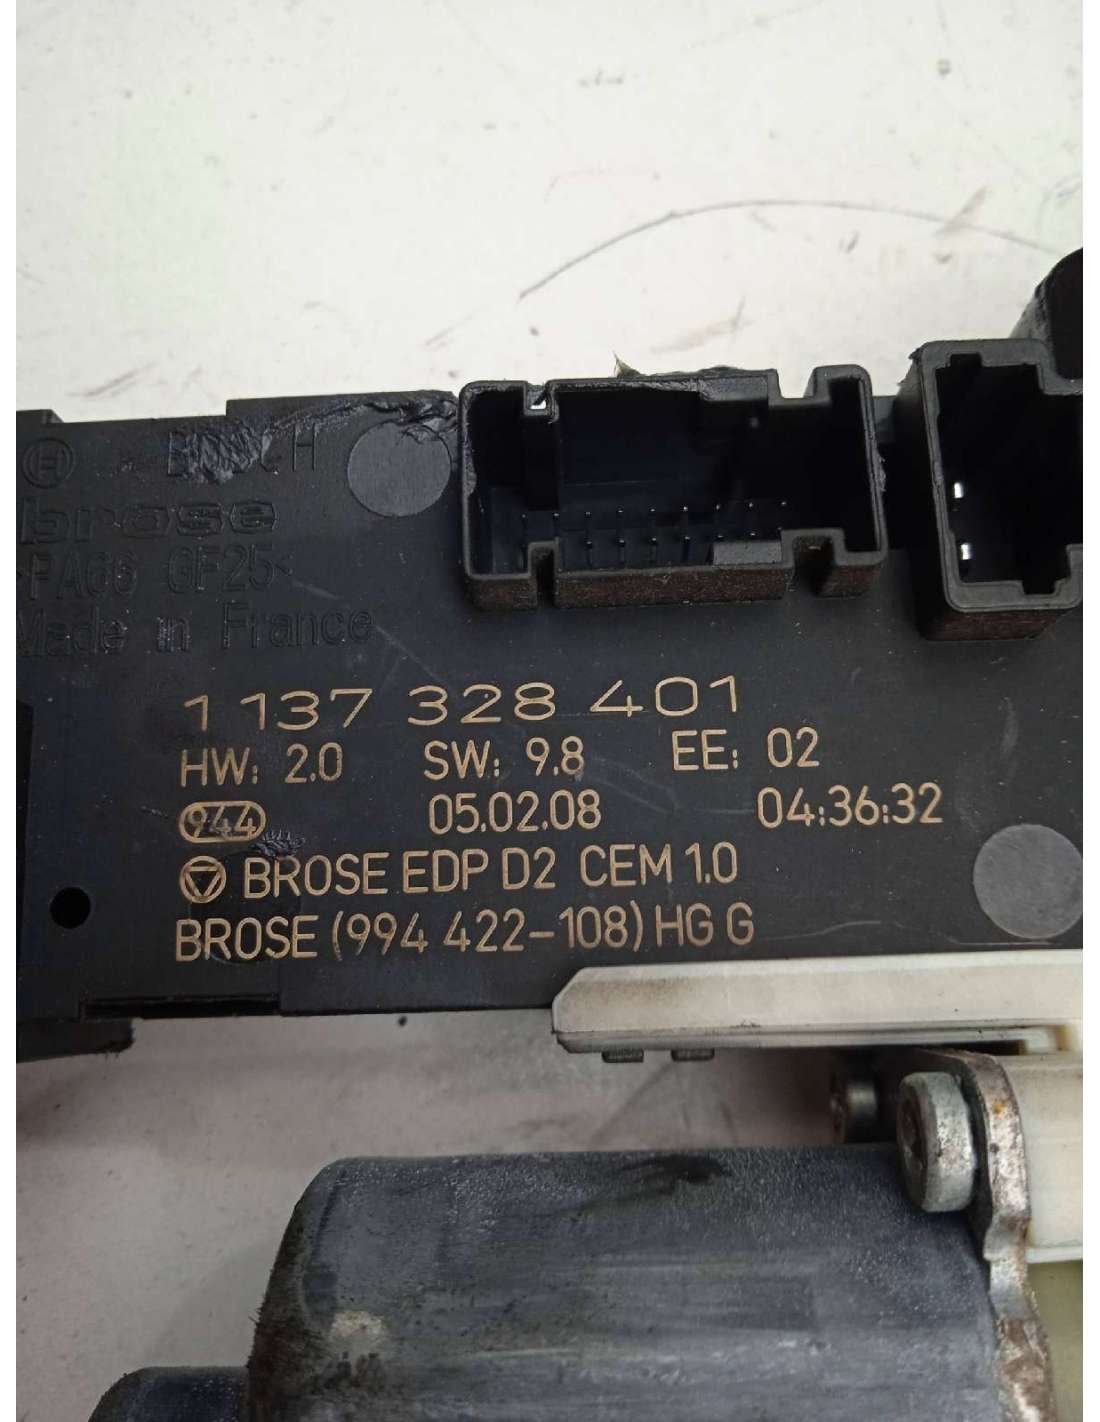 brose
PA66 GF25
Made in France
1 137 328 401
HW: 2.0 SW: 9.8 EE: 02
944 05.02.08 04:36:32
BROSE EDP D2 CEM 1.0
BROSE (994 422-108) HG G